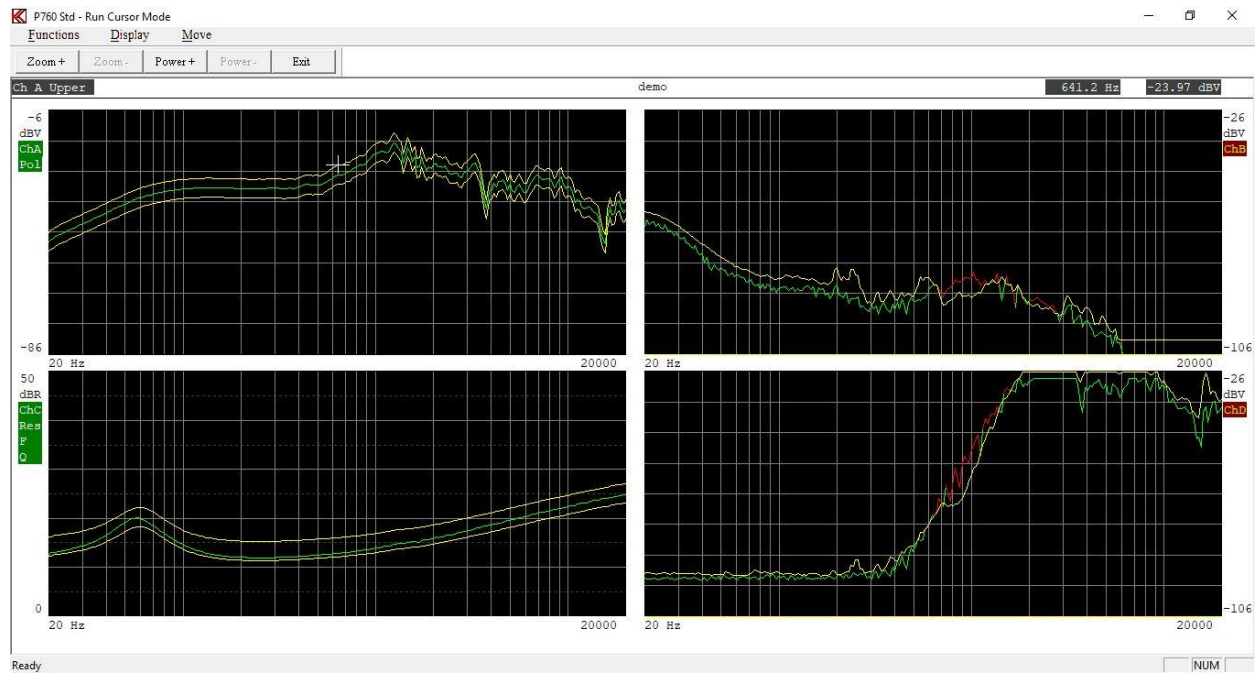 P760 Std - Run Cursor Mode
Functions Display Move
Zoom + Zoom - Power + Power - Exit
Ch A Upper demo 641.2 Hz -23.97 dBV
-6
dBV
ChA
Pol
-86
20 Hz 20000
-26
dBV
ChB
-106
20 Hz 20000
50
dBR
ChC
Res
F
Q
0
20 Hz 20000
-26
dBV
ChD
-106
20 Hz 20000
Ready NUM